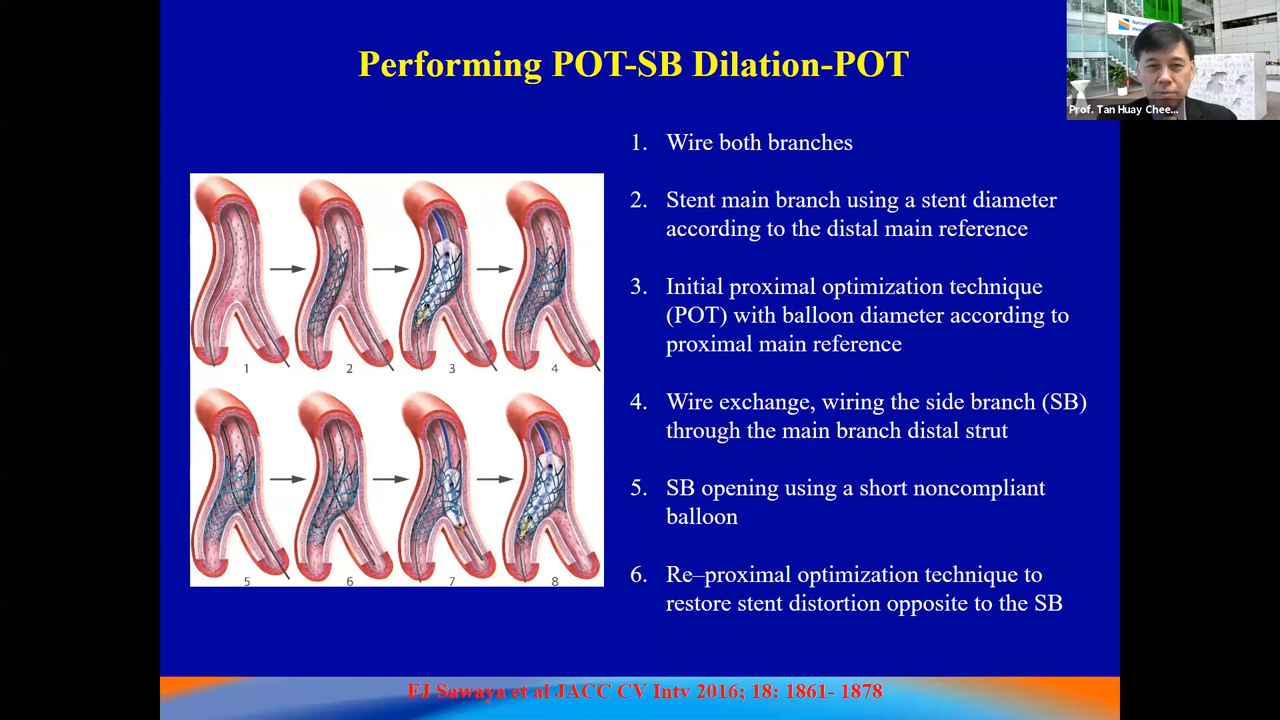 Performing POT-SB Dilation-POT
Prof. Tan Huay Chee...
1. Wire both branches
2. Stent main branch using a stent diameter
according to the distal main reference
3. Initial proximal optimization technique
(POT) with balloon diameter according to
proximal main reference
4. Wire exchange, wiring the side branch (SB)
through the main branch distal strut
5. SB opening using a short noncompliant
balloon
6. Re–proximal optimization technique to
restore stent distortion opposite to the SB
1 2 3 4
5 6 7 8
FJ Sawaya et al JACC CV Intv 2016; 18: 1861- 1878